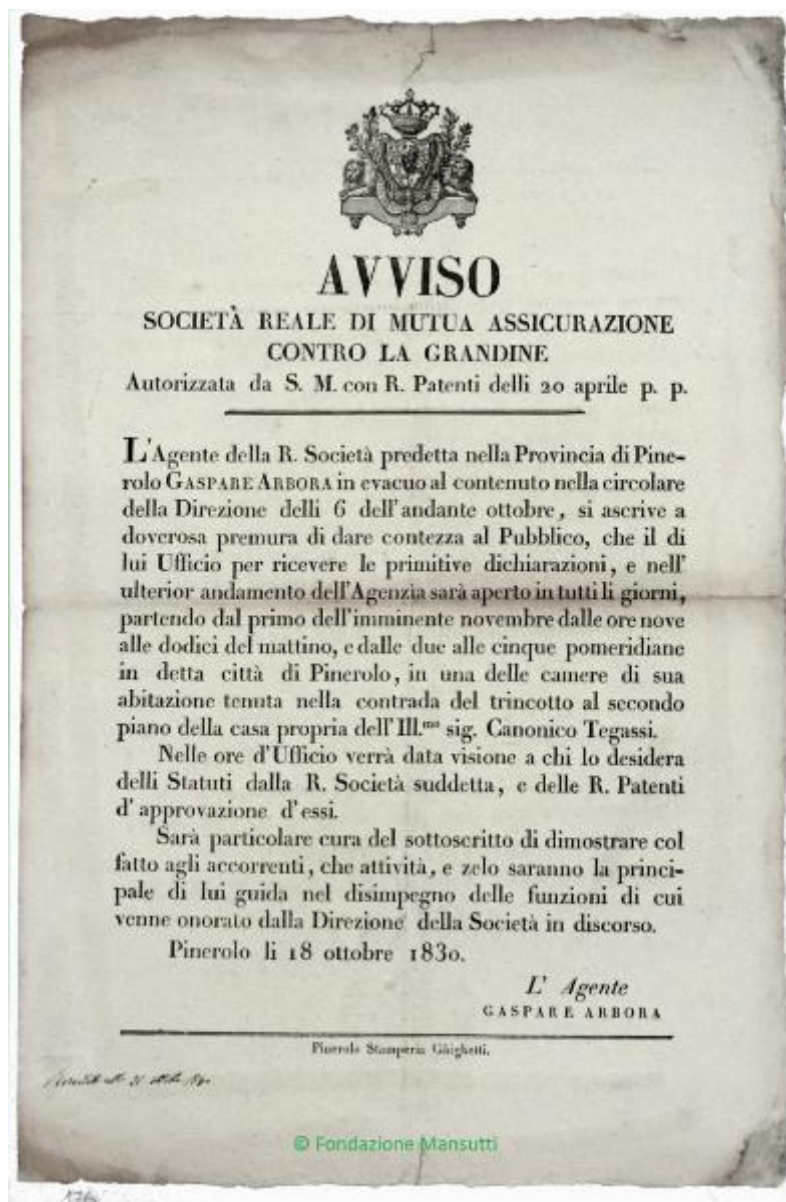 AVVISO
SOCIETÀ REALE DI MUTUA ASSICURAZIONE
CONTRO LA GRANDINE
Autorizzata da S. M. con R. Patenti delli 20 aprile p. p.
L'Agente della R. Società predetta nella Provincia di Pine-
rolo GASPARE ARBORA in evacuo al contenuto nella circolare
della Direzione delli 6 dell'andante ottobre, si ascrive a
doverosa premura di dare contezza al Pubblico, che il di
lui Ufficio per ricevere le primitive dichiarazioni, e nell'
ulterior andamento dell'Agenzia sarà aperto in tutti li giorni,
partendo dal primo dell'imminente novembre dalle ore nove
alle dodici del mattino, e dalle due alle cinque pomeridiane
in detta città di Pinerolo, in una delle camere di sua
abitazione tenuta nella contrada del trincotto al secondo
piano della casa propria dell'Ill.mo sig. Canonico Tegassi.
Nelle ore d'Ufficio verrà data visione a chi lo desidera
delli Statuti dalla R. Società suddetta, e delle R. Patenti
d'approvazione d'essi.
Sarà particolare cura del sottoscritto di dimostrare col
fatto agli accorrenti, che attività, e zelo saranno la princi-
pale di lui guida nel disimpegno delle funzioni di cui
venne onorato dalla Direzione della Società in discorso.
Pinerolo li 18 ottobre 1830.
L' Agente
GASPARE ARBORA
Pinerolo Stamperia Ghighetti.
© Fondazione Mansutti